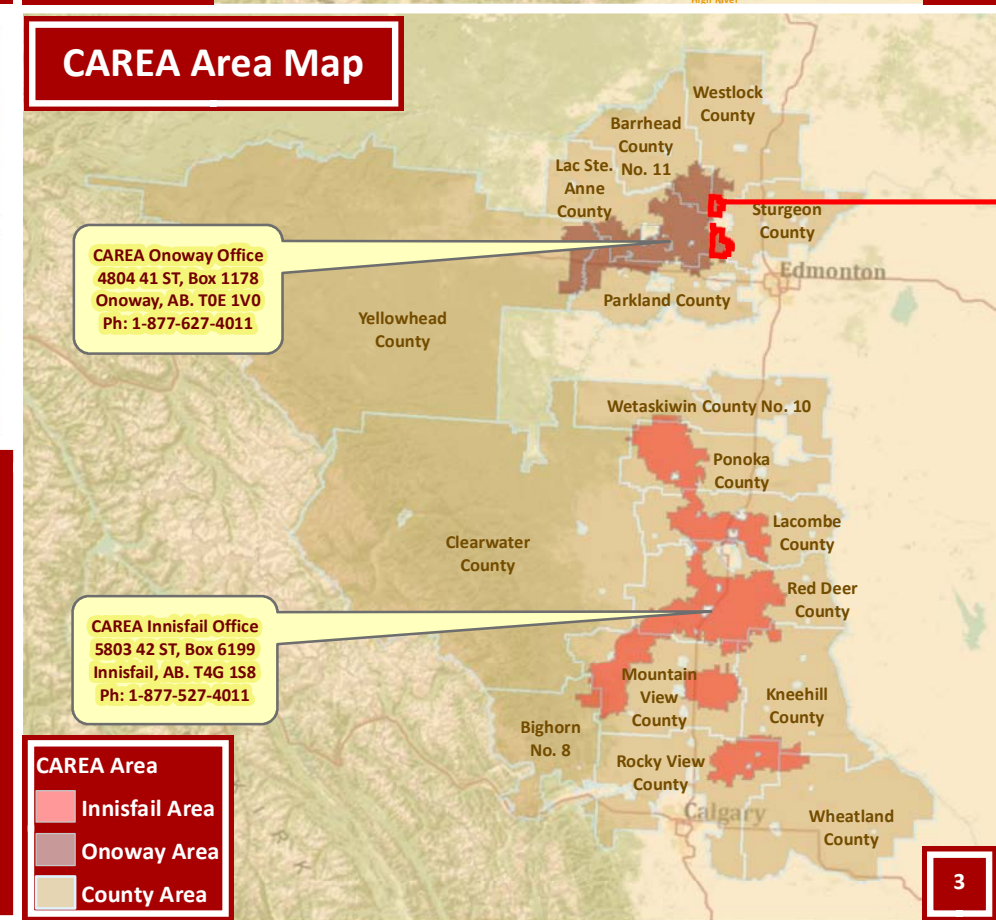 High River
CAREA Area Map
Westlock
County
Barrhead
County
No. 11
Lac Ste.
Anne
County
Sturgeon
County
CAREA Onoway Office
4804 41 ST, Box 1178
Onoway, AB. T0E 1V0
Ph: 1-877-627-4011
Edmonton
Parkland County
Yellowhead
County
Wetaskiwin County No. 10
Ponoka
County
Lacombe
County
Clearwater
County
Red Deer
County
CAREA Innisfail Office
5803 42 ST, Box 6199
Innisfail, AB. T4G 1S8
Ph: 1-877-527-4011
Mountain
View
County
Kneehill
County
Bighorn
No. 8
Rocky View
County
Calgary
Wheatland
County
CAREA Area
Innisfail Area
Onoway Area
County Area
3